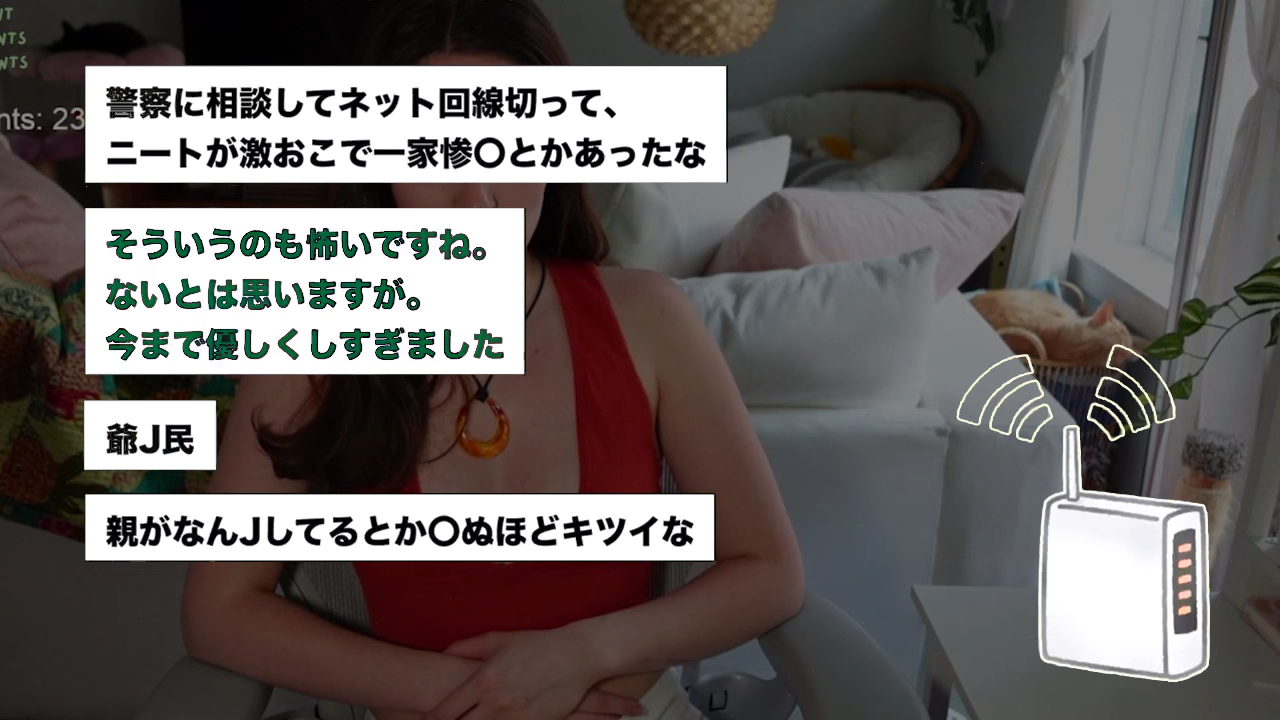 NTS
NTS
nts: 23
警察に相談してネット回線切って、
ニートが激おこで一家惨〇とかあったな
そういうのも怖いですね。
ないとは思いますが。
今まで優しくしすぎました
爺J民
親がなんJしてるとか〇ぬほどキツイな